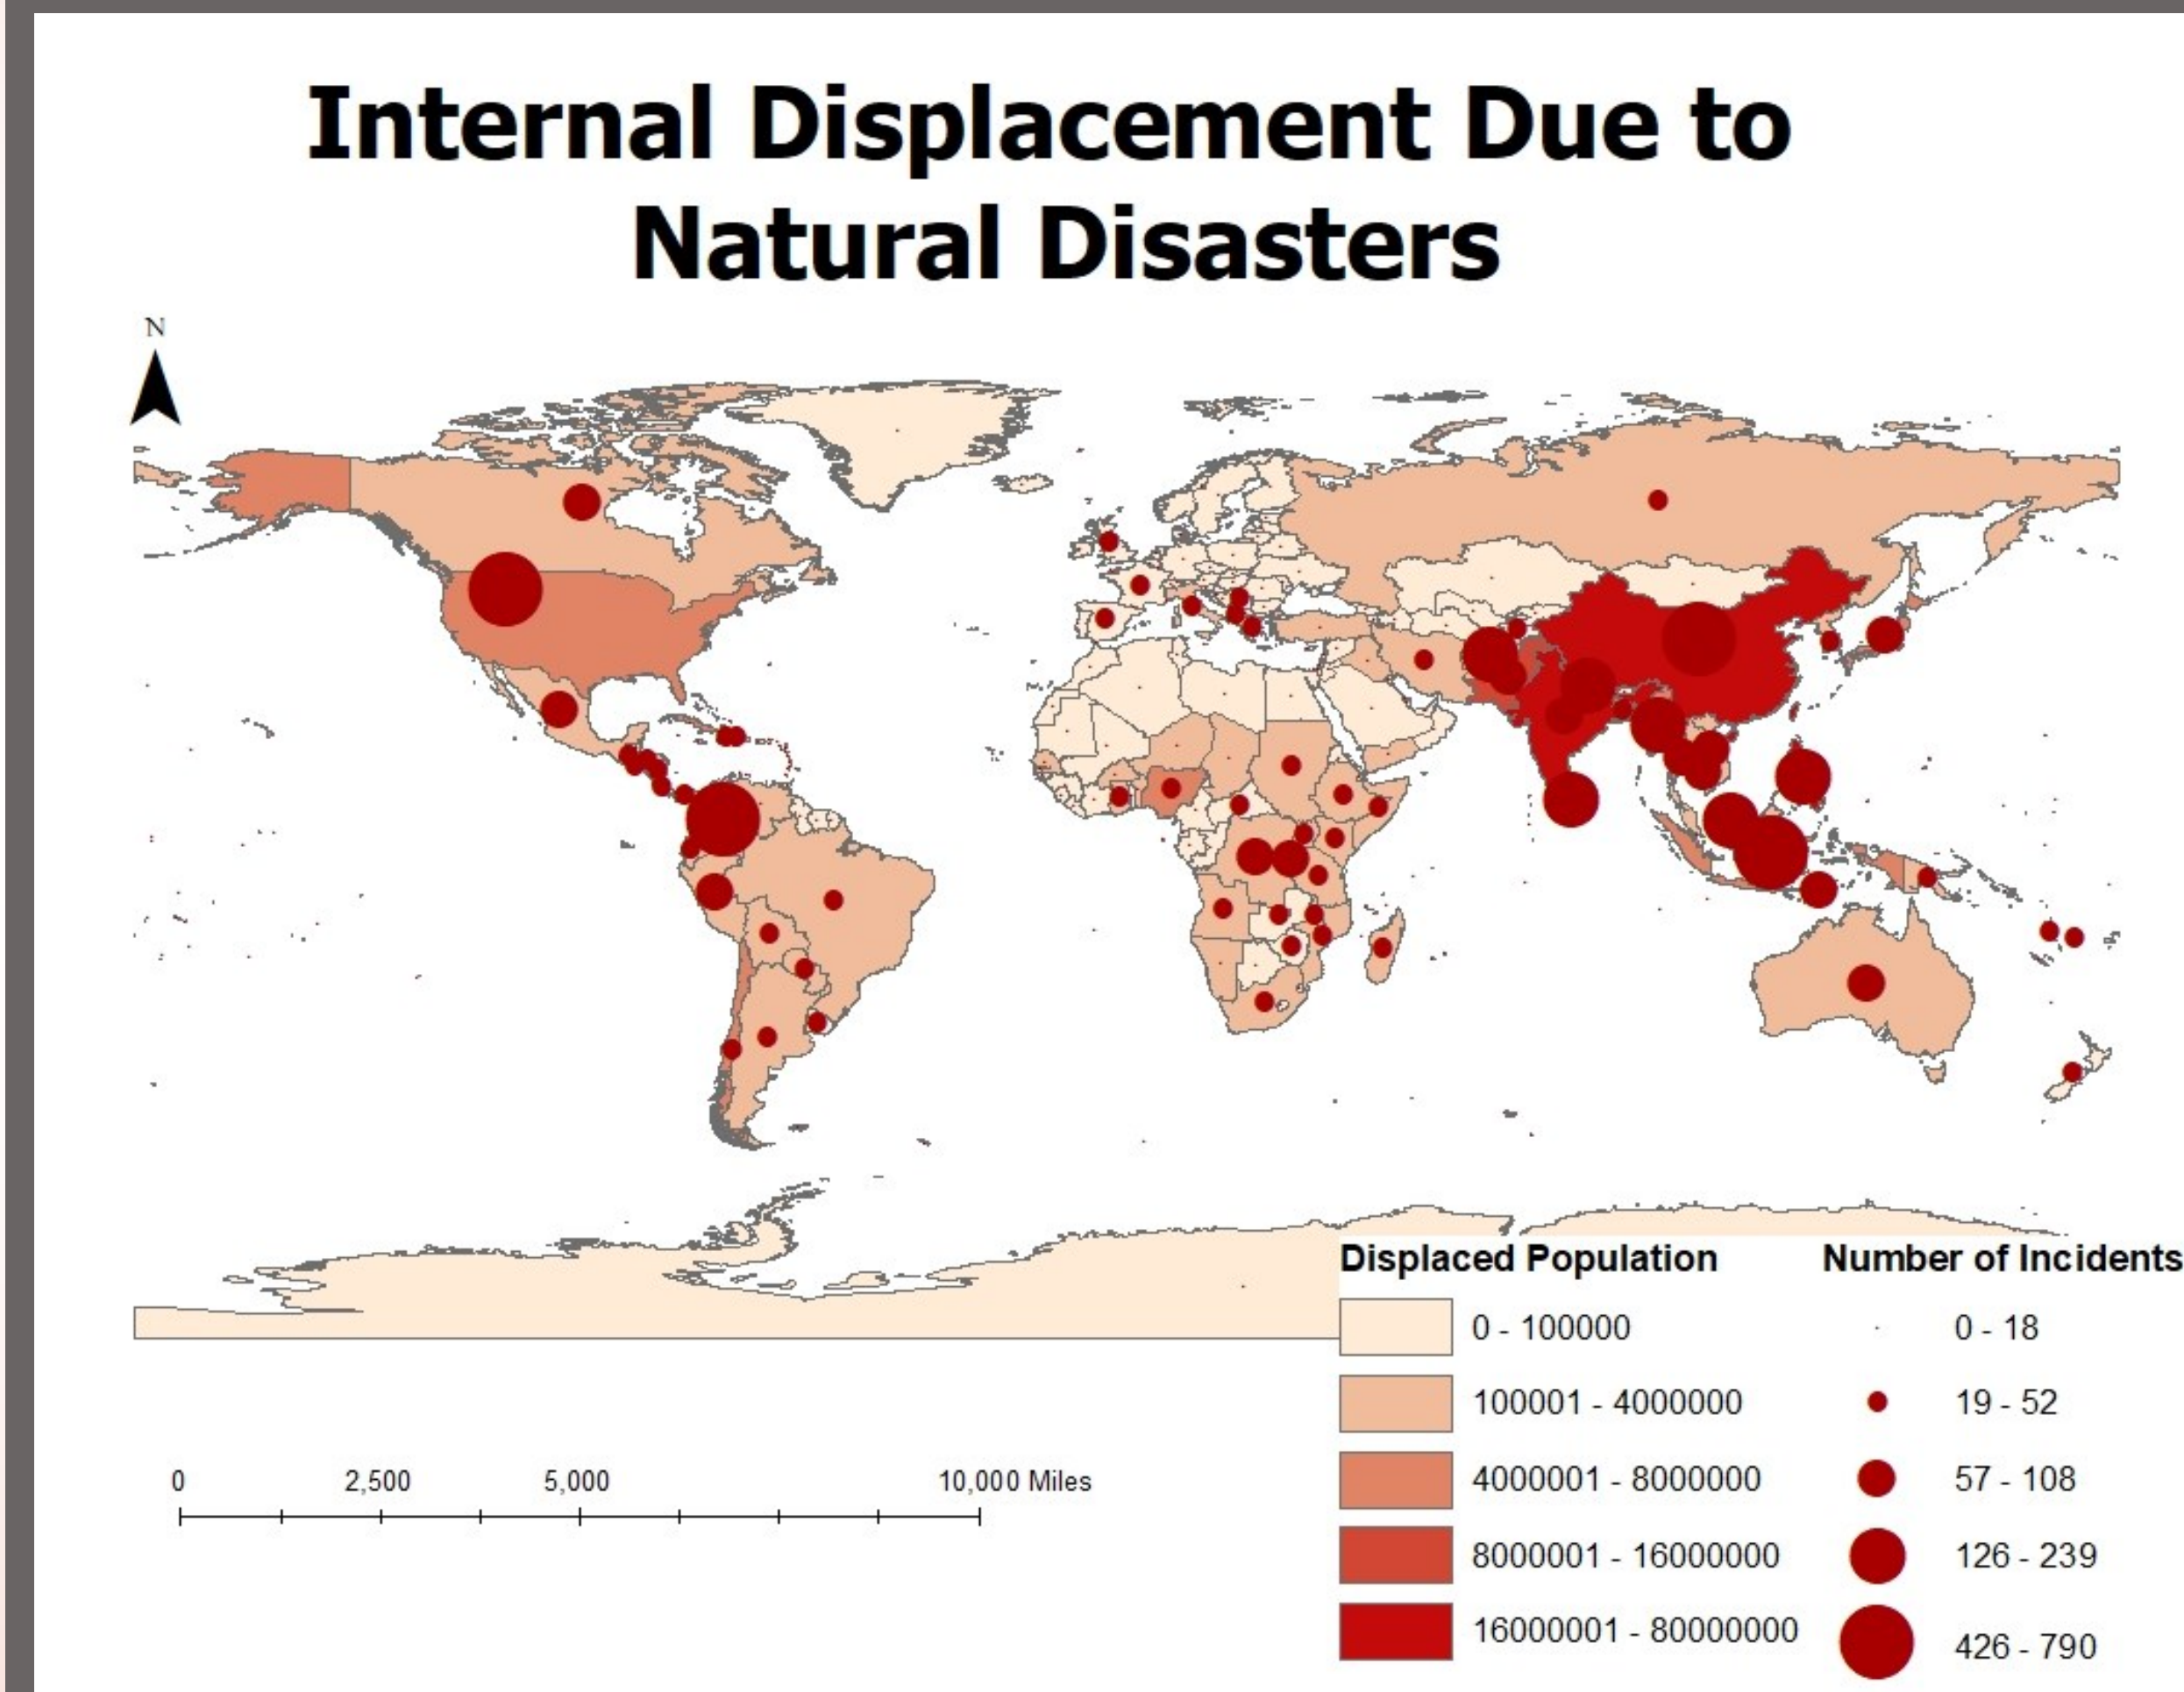 Internal Displacement Due to
Natural Disasters
N
Displaced Population
0 - 100000
100001 - 4000000
4000001 - 8000000
8000001 - 16000000
16000001 - 80000000
Number of Incidents
0 - 18
19 - 52
57 - 108
126 - 239
426 - 790
0 2,500 5,000 10,000 Miles